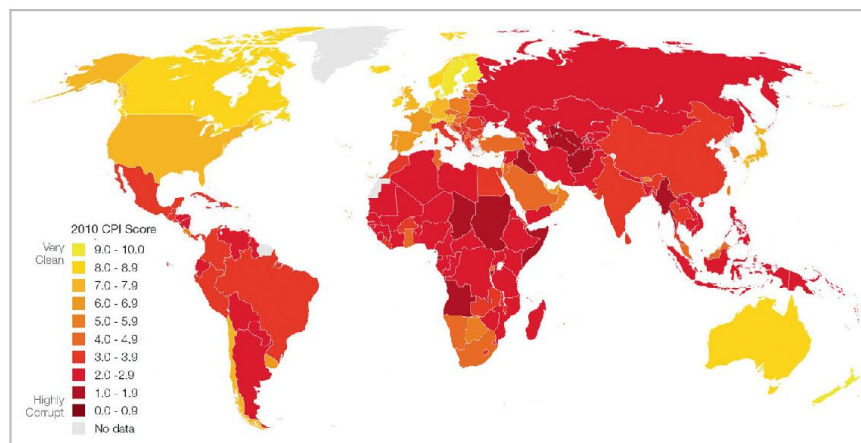 2010 CPI Score
Very
Clean
9.0 - 10.0
8.0 - 8.9
7.0 - 7.9
6.0 - 6.9
5.0 - 5.9
4.0 - 4.9
3.0 - 3.9
2.0 - 2.9
1.0 - 1.9
0.0 - 0.9
Highly
Corrupt
No data